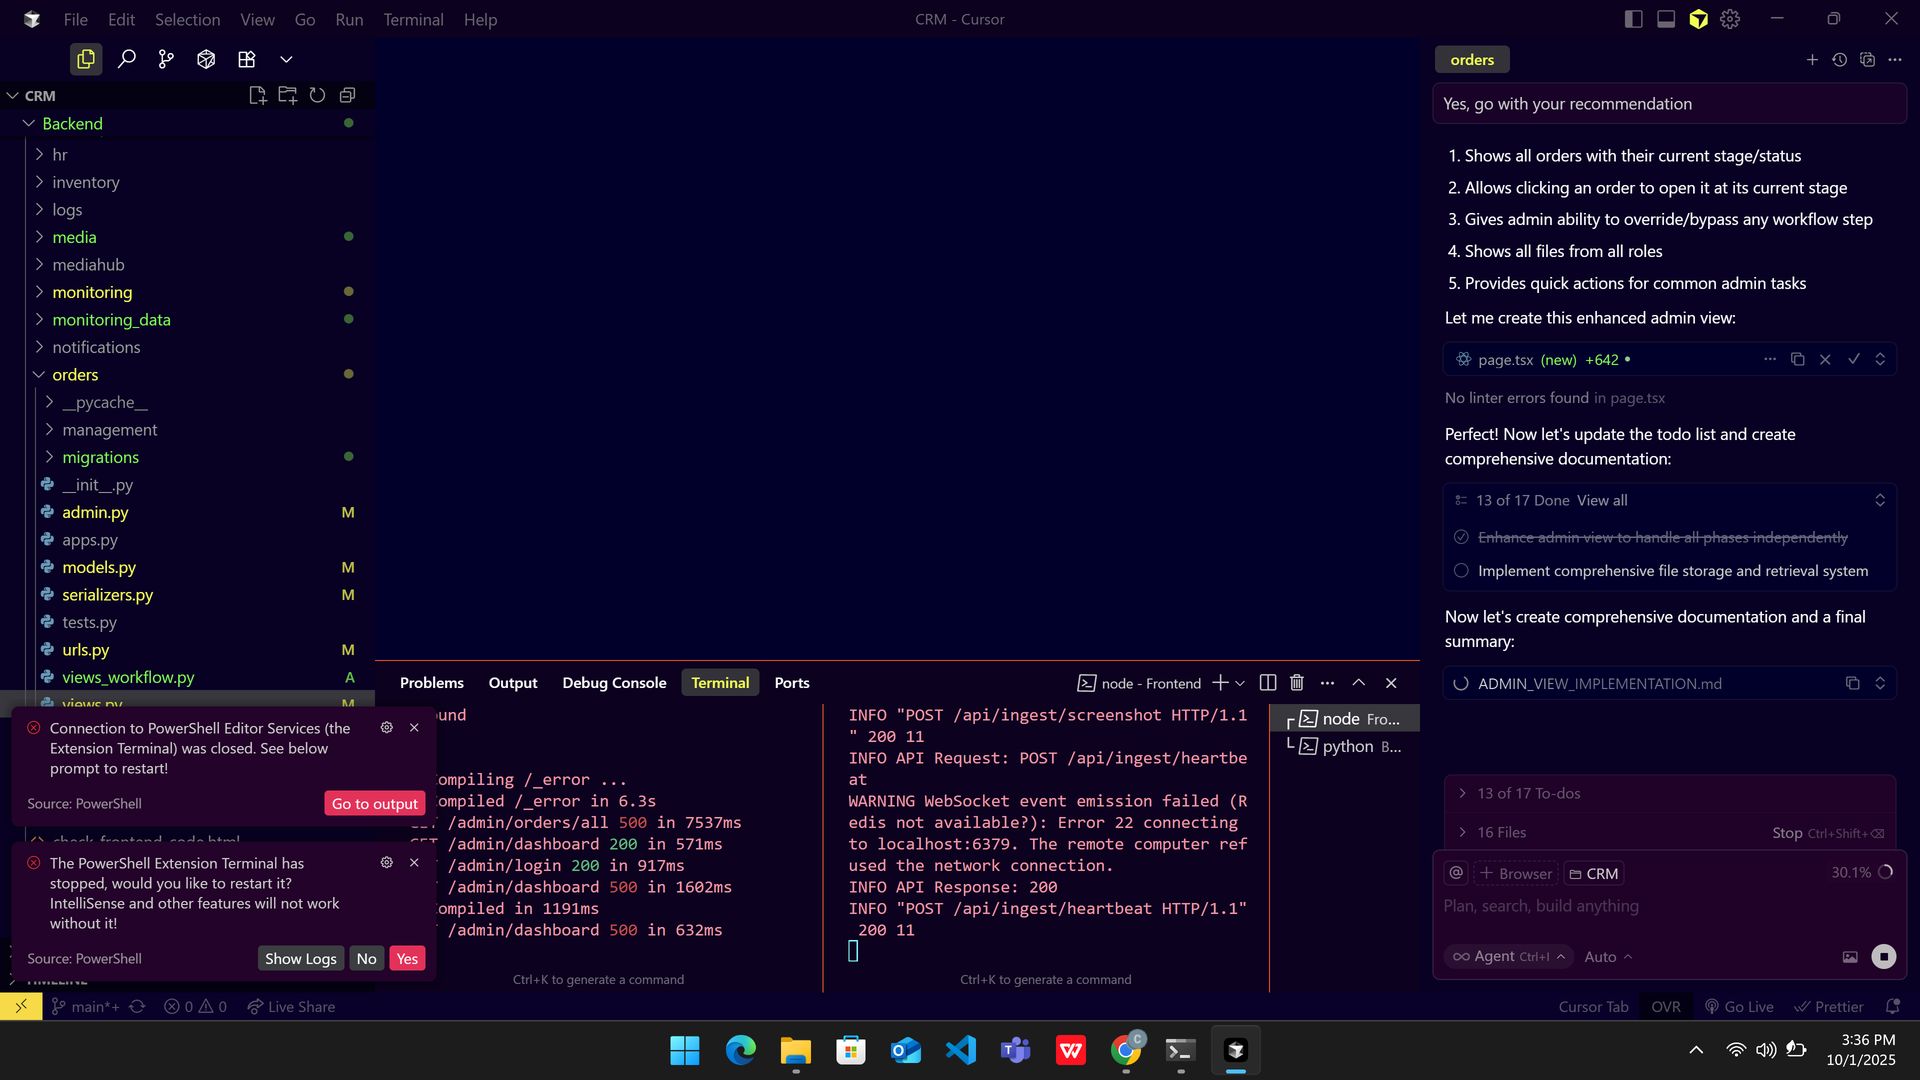 File Edit Selection View Go Run Terminal Help
CRM - Cursor
CRM
Backend
hr
inventory
logs
media
mediahub
monitoring
monitoring_data
notifications
orders
__pycache__
management
migrations
__init__.py
admin.py M
apps.py
models.py M
serializers.py M
tests.py
urls.py M
views_workflow.py A
views.py M
Connection to PowerShell Editor Services (the
Extension Terminal) was closed. See below
prompt to restart!
Source: PowerShell
Go to output
check_frontend_code.html
The PowerShell Extension Terminal has
stopped, would you like to restart it?
IntelliSense and other features will not work
without it!
Source: PowerShell
Show Logs No Yes
TIMELINE
Problems Output Debug Console Terminal Ports
node - Frontend
ound
ompiling /_error ...
ompiled /_error in 6.3s
/admin/orders/all 500 in 7537ms
/admin/dashboard 200 in 571ms
/admin/login 200 in 917ms
/admin/dashboard 500 in 1602ms
ompiled in 1191ms
/admin/dashboard 500 in 632ms
Ctrl+K to generate a command
INFO "POST /api/ingest/screenshot HTTP/1.1
" 200 11
INFO API Request: POST /api/ingest/heartbe
at
WARNING WebSocket event emission failed (R
edis not available?): Error 22 connecting
to localhost:6379. The remote computer ref
used the network connection.
INFO API Response: 200
INFO "POST /api/ingest/heartbeat HTTP/1.1"
200 11
Ctrl+K to generate a command
node Fro...
python B...
orders
Yes, go with your recommendation
1. Shows all orders with their current stage/status
2. Allows clicking an order to open it at its current stage
3. Gives admin ability to override/bypass any workflow step
4. Shows all files from all roles
5. Provides quick actions for common admin tasks
Let me create this enhanced admin view:
page.tsx (new) +642 •
No linter errors found in page.tsx
Perfect! Now let's update the todo list and create
comprehensive documentation:
13 of 17 Done View all
Enhance admin view to handle all phases independently
Implement comprehensive file storage and retrieval system
Now let's create comprehensive documentation and a final
summary:
ADMIN_VIEW_IMPLEMENTATION.md
13 of 17 To-dos
16 Files
Stop Ctrl+Shift+⌫
@ + Browser CRM 30.1%
Plan, search, build anything
∞ Agent Ctrl+I Auto
main*+ 0 0 Live Share
Cursor Tab OVR Go Live Prettier
3:36 PM
10/1/2025